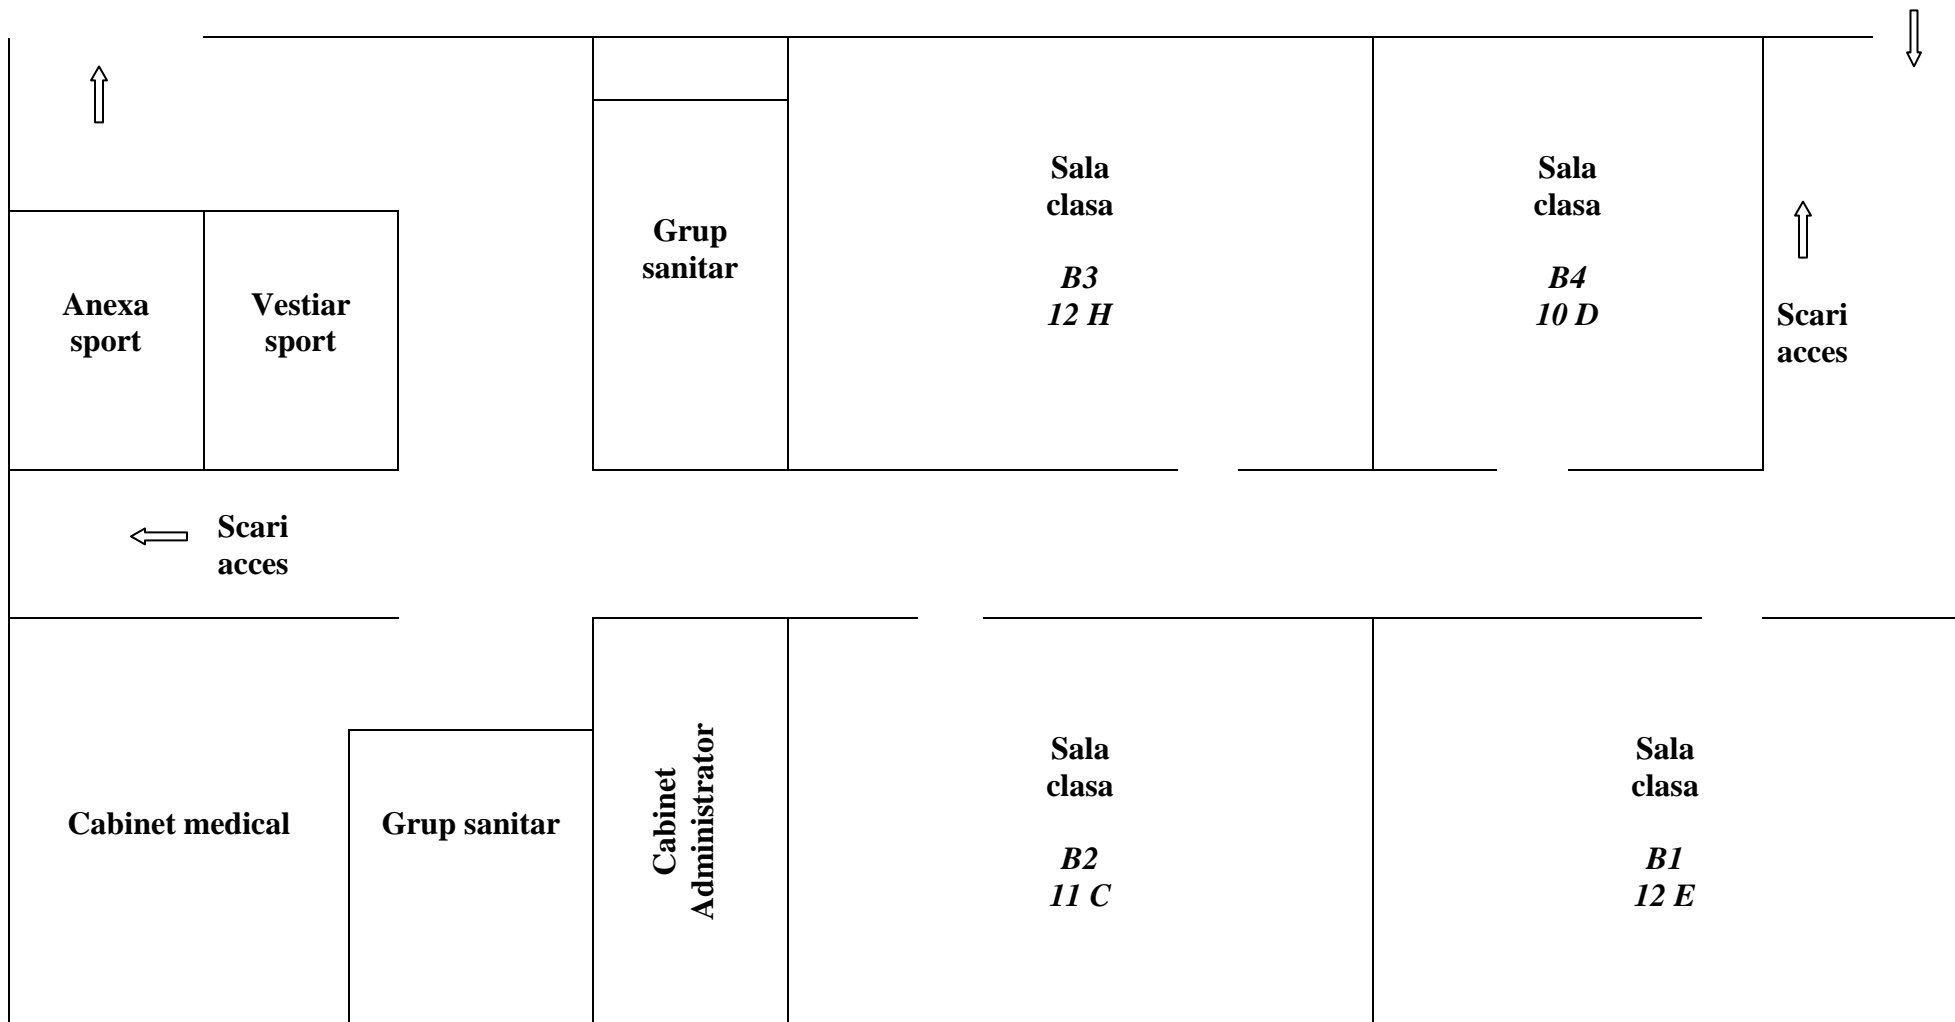 Sala
clasa
B3
12 H
Sala
clasa
B4
10 D
Grup
sanitar
Anexa
sport
Vestiar
sport
Scari
acces
Scari
acces
Cabinet medical
Grup sanitar
Cabinet
Administrator
Sala
clasa
B2
11 C
Sala
clasa
B1
12 E